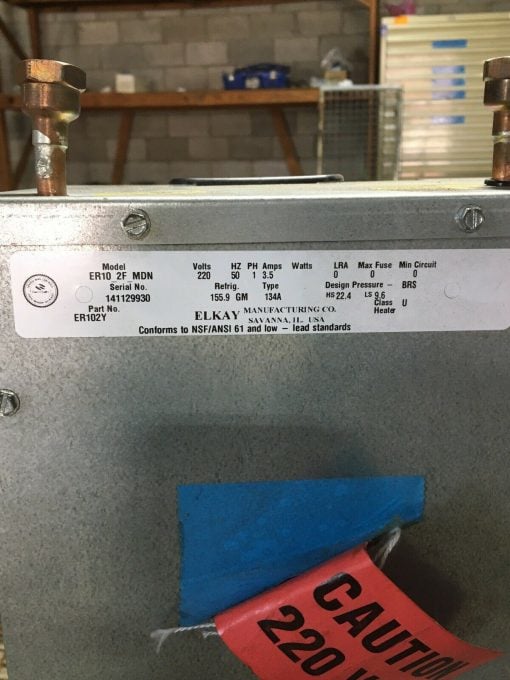 Model Volts HZ PH Amps Watts LRA Max Fuse Min Circuit
ER10 2F MDN 220 50 1 3.5 0 0 0
Serial No. Refrig. Type Design Pressure – BRS
141129930 155.9 GM 134A HS 22.4 LS 9.6
Part No. Class U
ER102Y ELKAY MANUFACTURING CO. Heater
SAVANNA, IL. USA
Conforms to NSF/ANSI 61 and low – lead standards
CAUTION
220